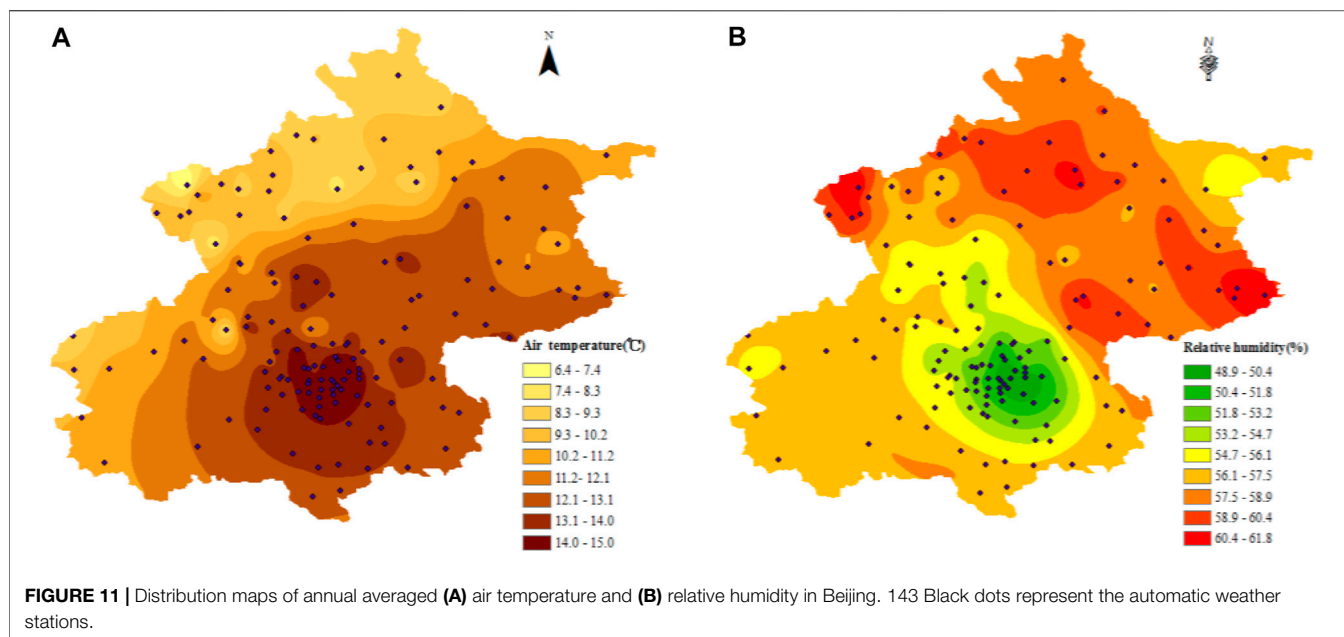 A
N
Air temperature(℃)
6.4 - 7.4
7.4 - 8.3
8.3 - 9.3
9.3 - 10.2
10.2 - 11.2
11.2- 12.1
12.1 - 13.1
13.1 - 14.0
14.0 - 15.0
B
N
Relative humidity(%)
48.9 - 50.4
50.4 - 51.8
51.8 - 53.2
53.2 - 54.7
54.7 - 56.1
56.1 - 57.5
57.5 - 58.9
58.9 - 60.4
60.4 - 61.8
FIGURE 11 | Distribution maps of annual averaged (A) air temperature and (B) relative humidity in Beijing. 143 Black dots represent the automatic weather
stations.